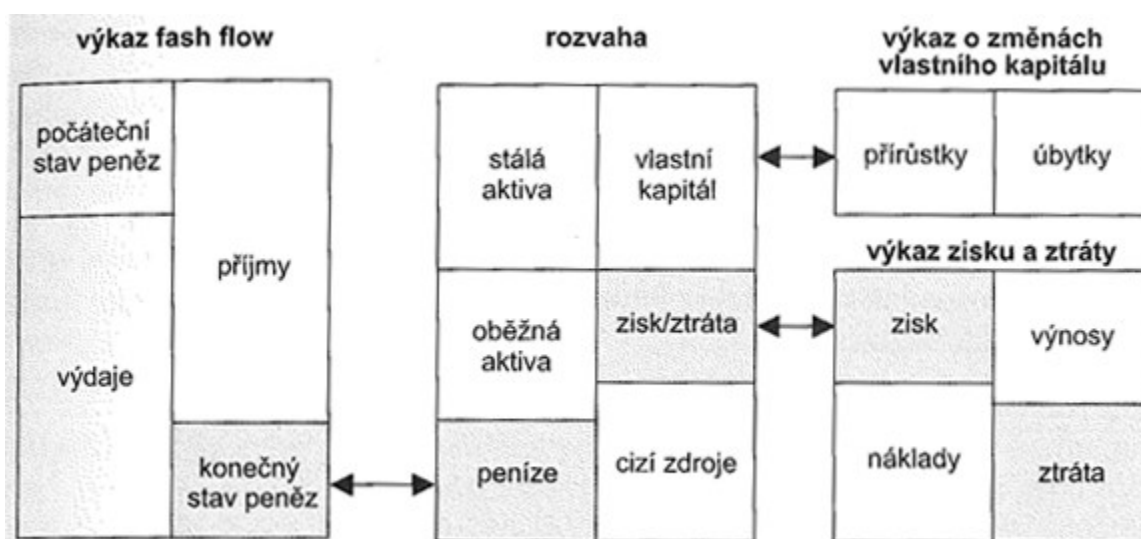 výkaz fash flow
rozvaha
výkaz o změnách
vlastního kapitálu
počáteční
stav peněz
příjmy
výdaje
konečný
stav peněz
stálá
aktiva
vlastní
kapitál
oběžná
aktiva
zisk/ztráta
peníze
cizí zdroje
přírůstky
úbytky
výkaz zisku a ztráty
zisk
výnosy
náklady
ztráta